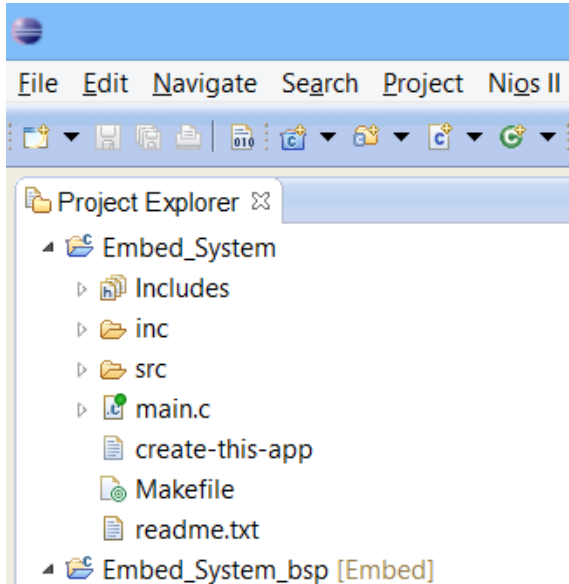 File Edit Navigate Search Project Nios II
010
Project Explorer
Embed_System
Includes
inc
src
main.c
create-this-app
Makefile
readme.txt
Embed_System_bsp [Embed]